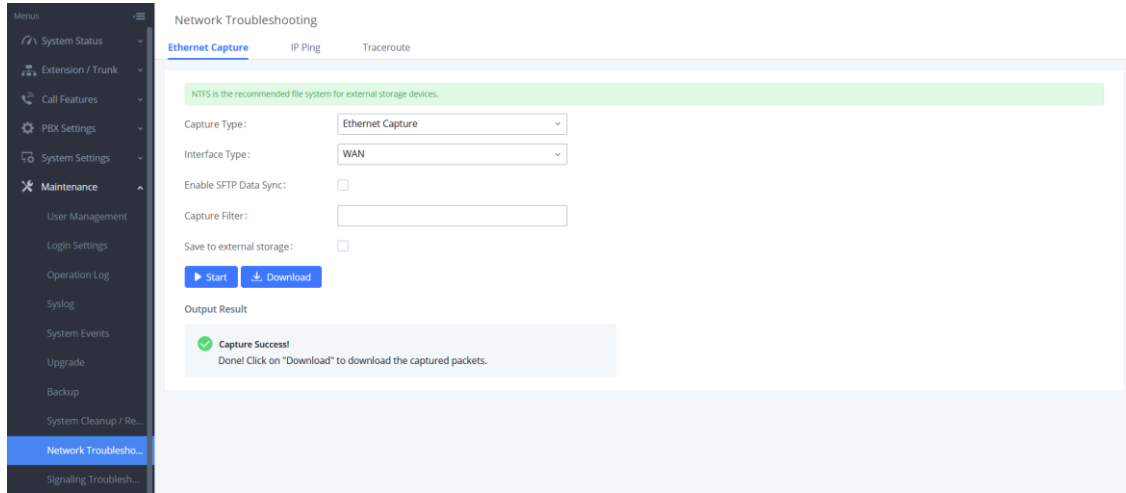 Menus
System Status
Extension / Trunk
Call Features
PBX Settings
System Settings
Maintenance
User Management
Login Settings
Operation Log
Syslog
System Events
Upgrade
Backup
System Cleanup / Re...
Network Troublesho...
Signaling Troublesh...
Network Troubleshooting
Ethernet Capture IP Ping Traceroute
NTFS is the recommended file system for external storage devices.
Capture Type: Ethernet Capture
Interface Type: WAN
Enable SFTP Data Sync:
Capture Filter:
Save to external storage:
Start Download
Output Result
Capture Success!
Done! Click on "Download" to download the captured packets.